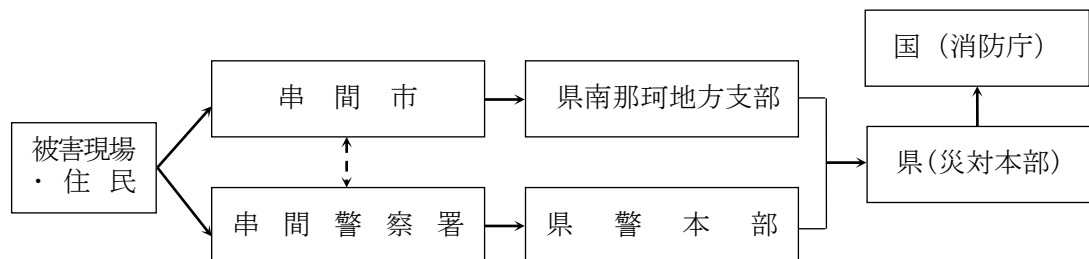 国（消防庁）
串間市
県南那珂地方支部
被害現場
・住民
県（災対本部）
串間警察署
県警本部